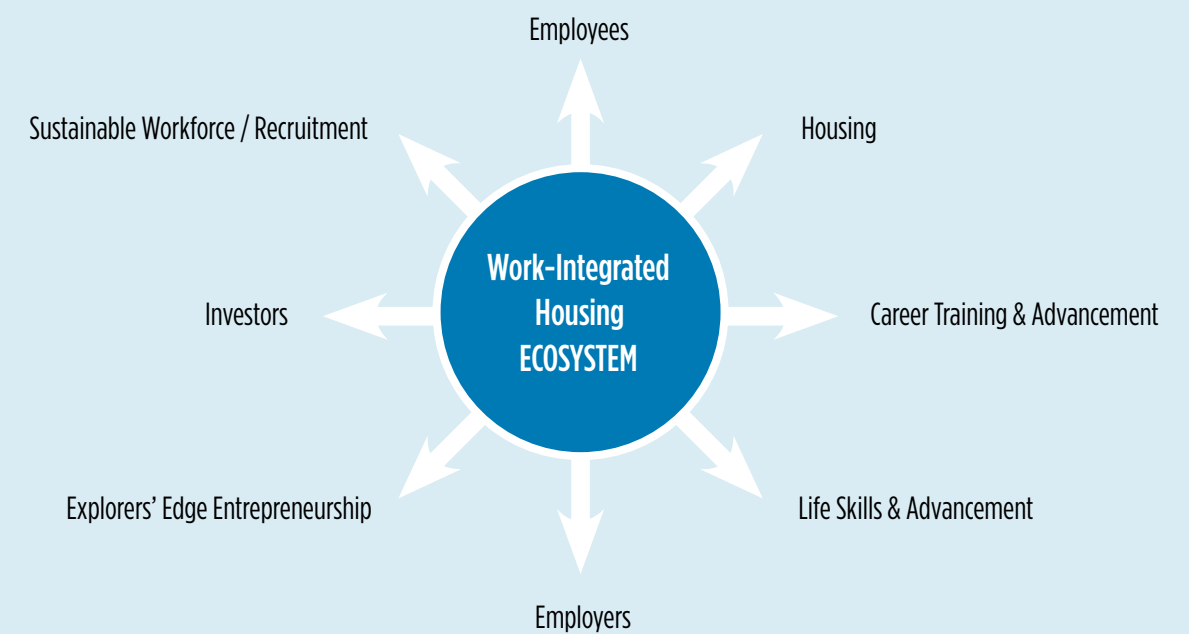 Employees
Sustainable Workforce / Recruitment
Housing
Work-Integrated
Housing
ECOSYSTEM
Investors
Career Training & Advancement
Explorers’ Edge Entrepreneurship
Life Skills & Advancement
Employers